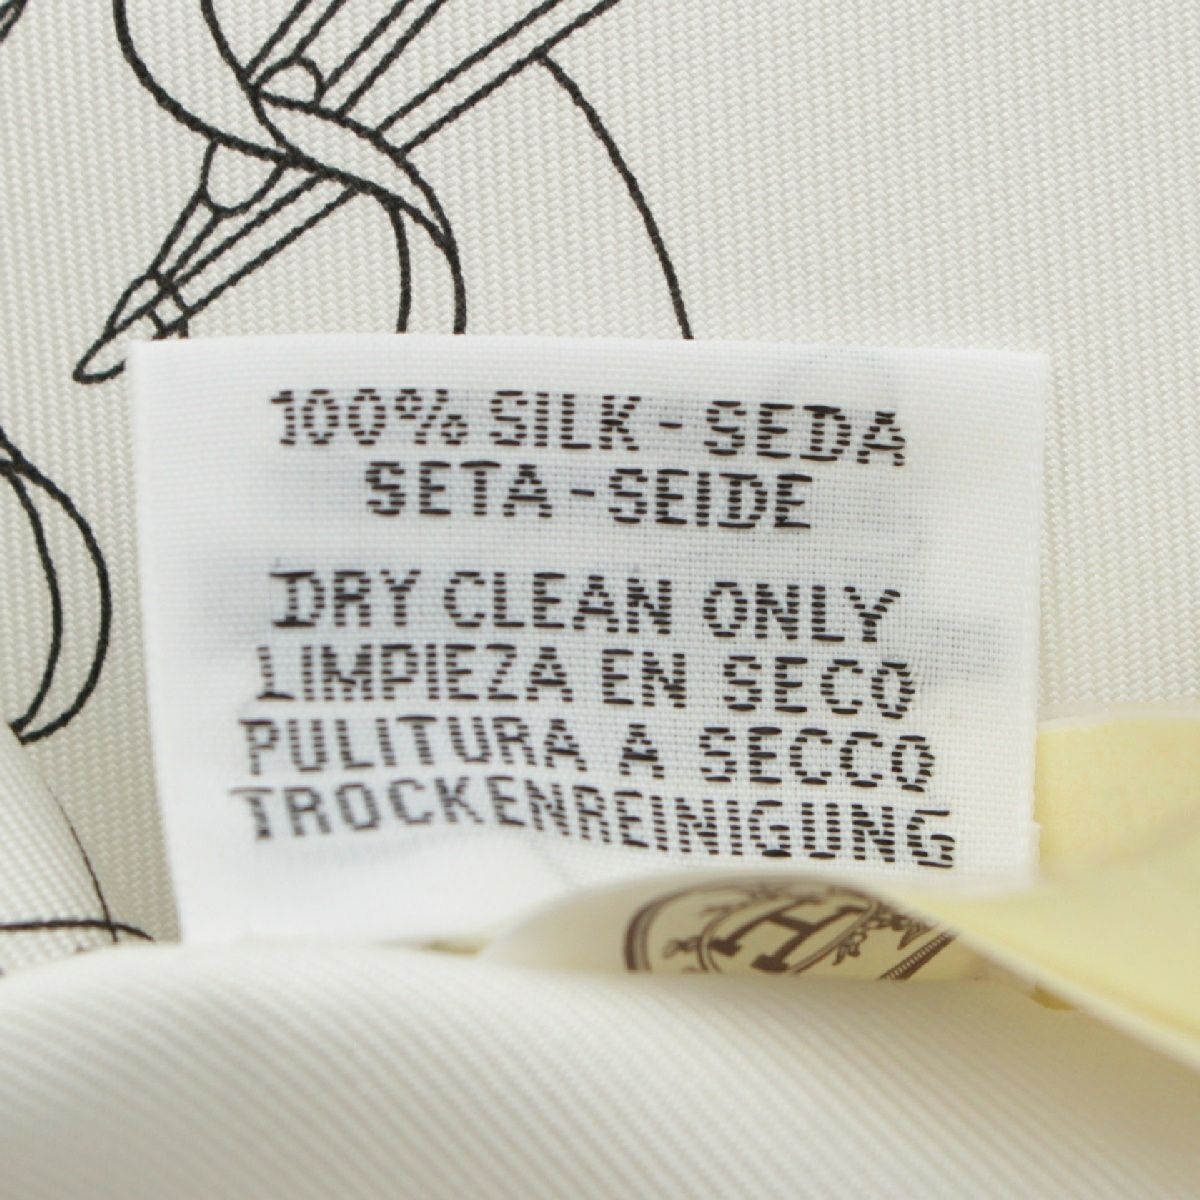 100% SILK - SEDA
SETA - SEIDE
DRY CLEAN ONLY
LIMPIEZA EN SECO
PULITURA A SECCO
TROCKENREINIGUNG
H